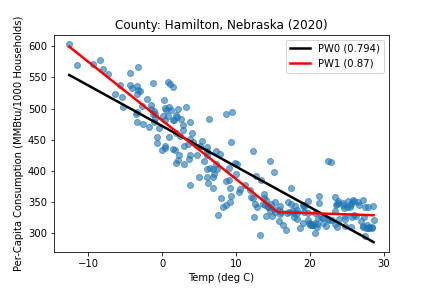 County: Hamilton, Nebraska (2020)
PW0 (0.794)
PW1 (0.87)
Per-Capita Consumption (MMBtu/1000 Households)
600
550
500
450
400
350
300
−10
0
10
20
30
Temp (deg C)